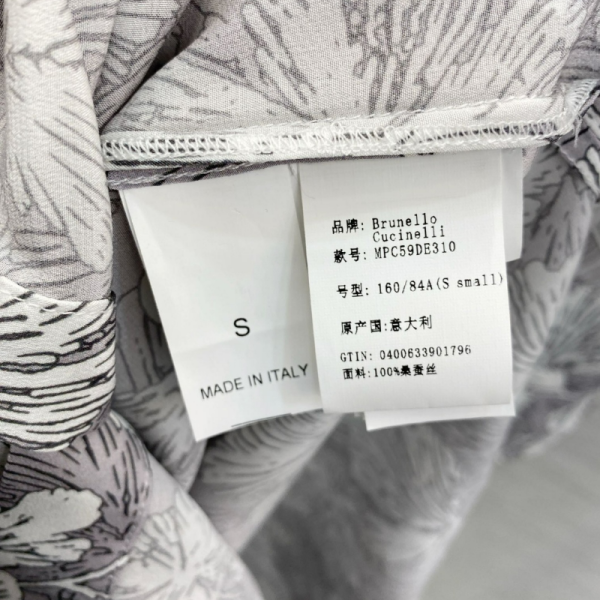 S
MADE IN ITALY
品牌: Brunello
Cucinelli
款号: MPC59DE310
号型: 160/84A(S small)
原产国:意大利
GTIN: 0400633901796
面料:100%桑蚕丝